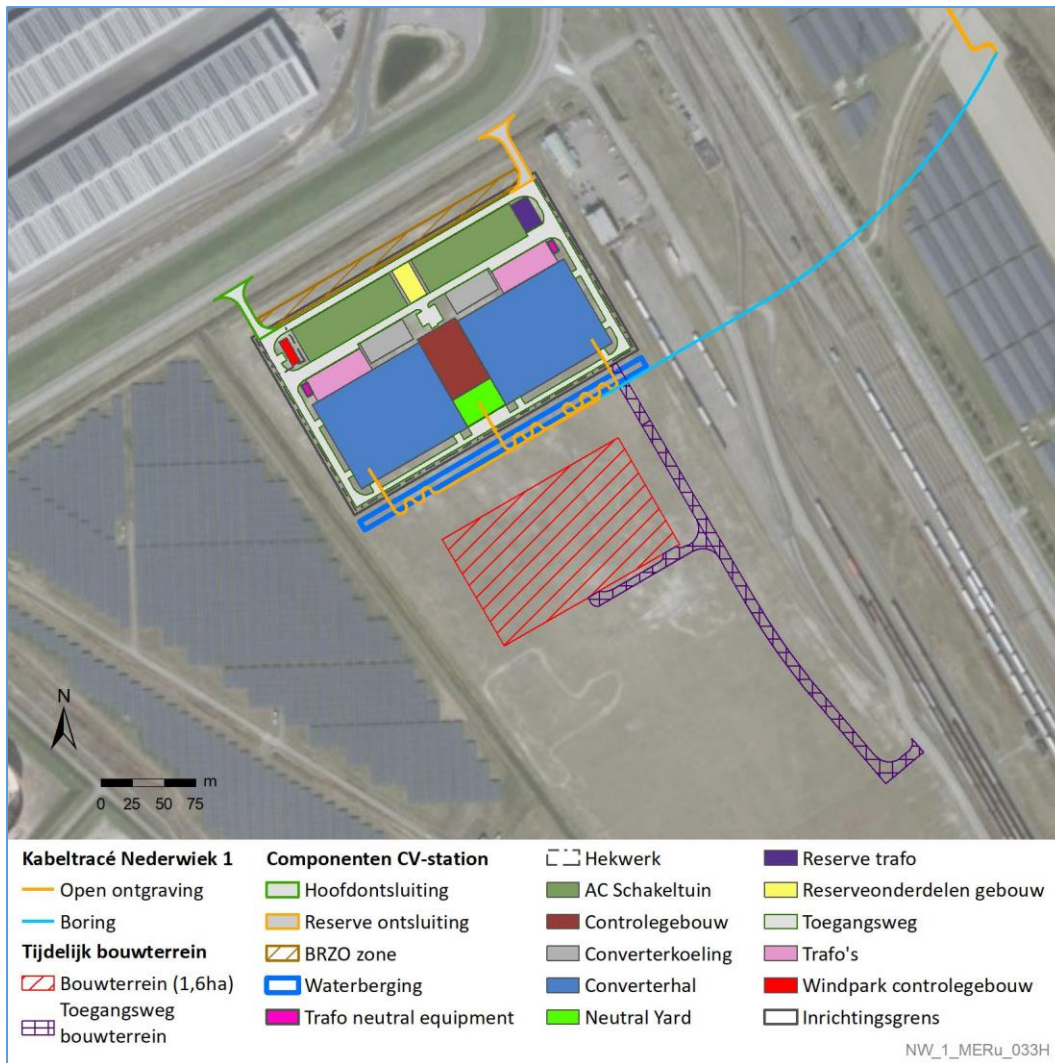 N
m
0 25 50 75
Kabeltracé Nederwiek 1
Open ontgraving
Boring
Tijdelijk bouwterrein
Bouwterrein (1,6ha)
Toegangsweg
bouwterrein
Componenten CV-station
Hoofdontsluiting
Reserve ontsluiting
BRZO zone
Waterberging
Trafo neutral equipment
Hekwerk
AC Schakeltuin
Controlegebouw
Converterkoeling
Converterhal
Neutral Yard
Reserve trafo
Reserveonderdelen gebouw
Toegangsweg
Trafo's
Windpark controlegebouw
Inrichtingsgrens
NW_1_MERu_033H